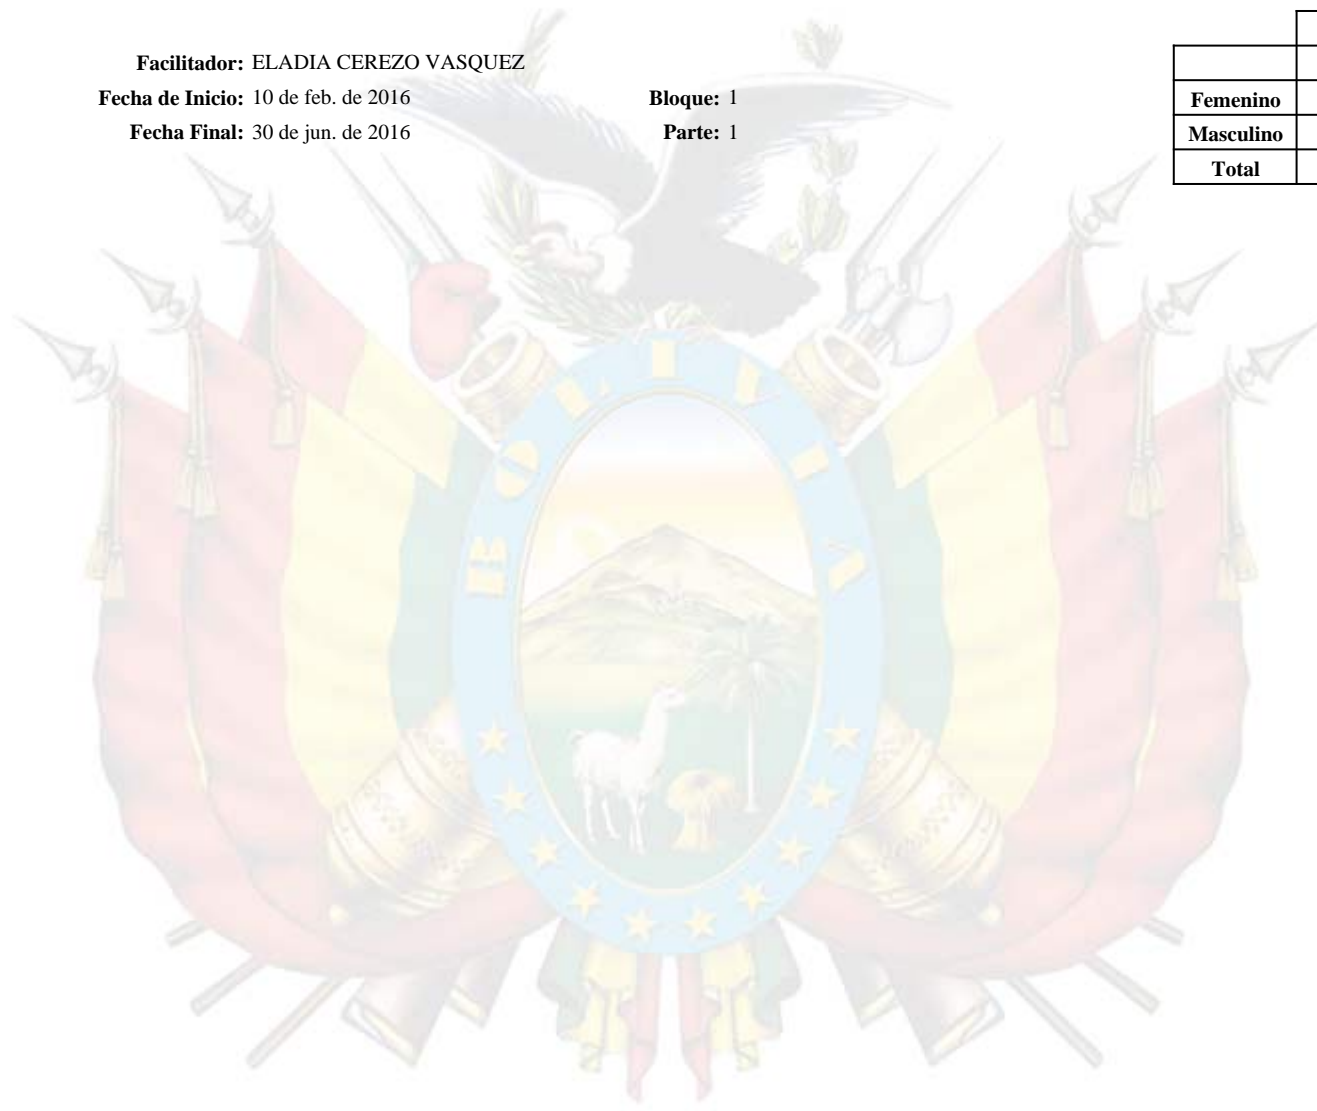 Facilitador: ELADIA CEREZO VASQUEZ
Fecha de Inicio: 10 de feb. de 2016 Bloque: 1
Fecha Final: 30 de jun. de 2016 Parte: 1
Femenino
Masculino
Total
BOLIVIA